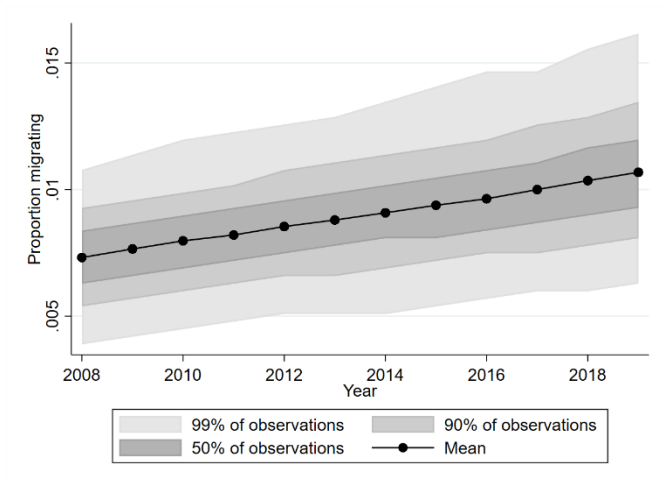 Proportion migrating
.015
.01
.005
2008 2010 2012 2014 2016 2018
Year
99% of observations 90% of observations
50% of observations Mean